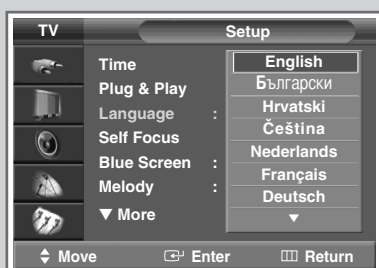 TV Setup
Time
Plug & Play
Language :
Self Focus
Blue Screen :
Melody :
▼ More
English
Български
Hrvatski
Čeština
Nederlands
Français
Deutsch
▼
Move Enter Return